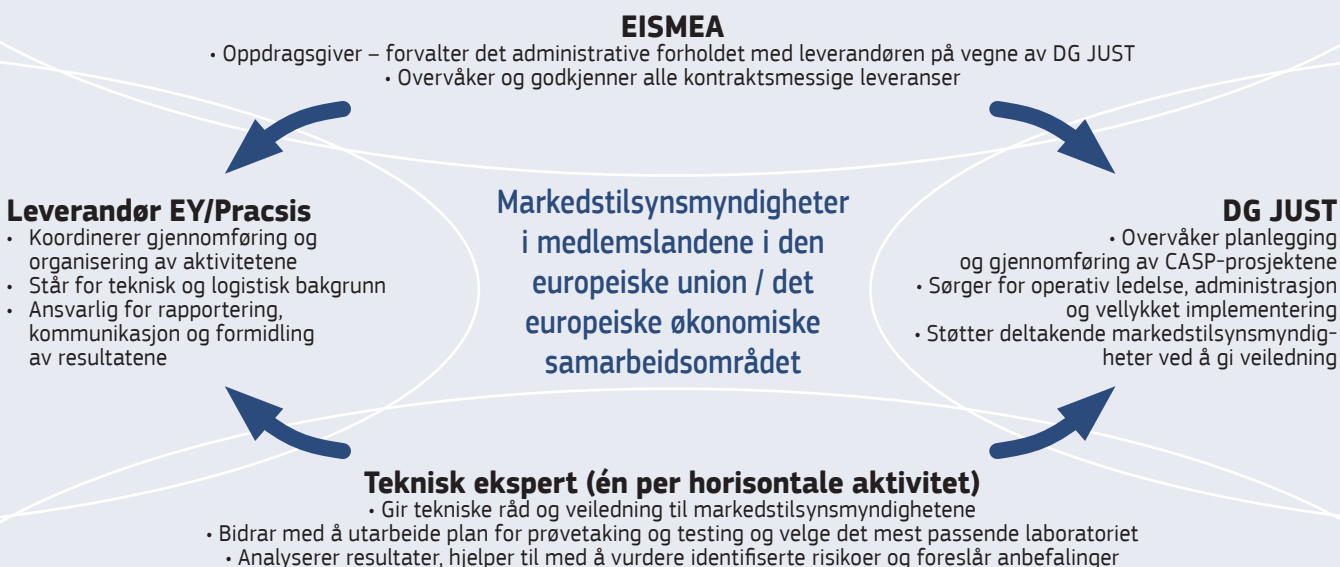 EISMEA
• Oppdragsgiver – forvalter det administrative forholdet med leverandøren på vegne av DG JUST
• Overvåker og godkjenner alle kontraktsmessige leveranser
Leverandør EY/Pracsis
• Koordinerer gjennomføring og
organisering av aktivitetene
• Står for teknisk og logistisk bakgrunn
• Ansvarlig for rapportering,
kommunikasjon og formidling
av resultatene
Markedstilsynsmyndigheter
i medlemslandene i den
europeiske union / det
europeiske økonomiske
samarbeidsområdet
DG JUST
• Overvåker planlegging
og gjennomføring av CASP-prosjektene
• Sørger for operativ ledelse, administrasjon
og vellykket implementering
• Støtter deltakende markedstilsynsmyndig-
heter ved å gi veiledning
Teknisk ekspert (én per horisontale aktivitet)
• Gir tekniske råd og veiledning til markedstilsynsmyndighetene
• Bidrar med å utarbeide plan for prøvetaking og testing og velge det mest passende laboratoriet
• Analyserer resultater, hjelper til med å vurdere identifiserte risikoer og foreslår anbefalinger